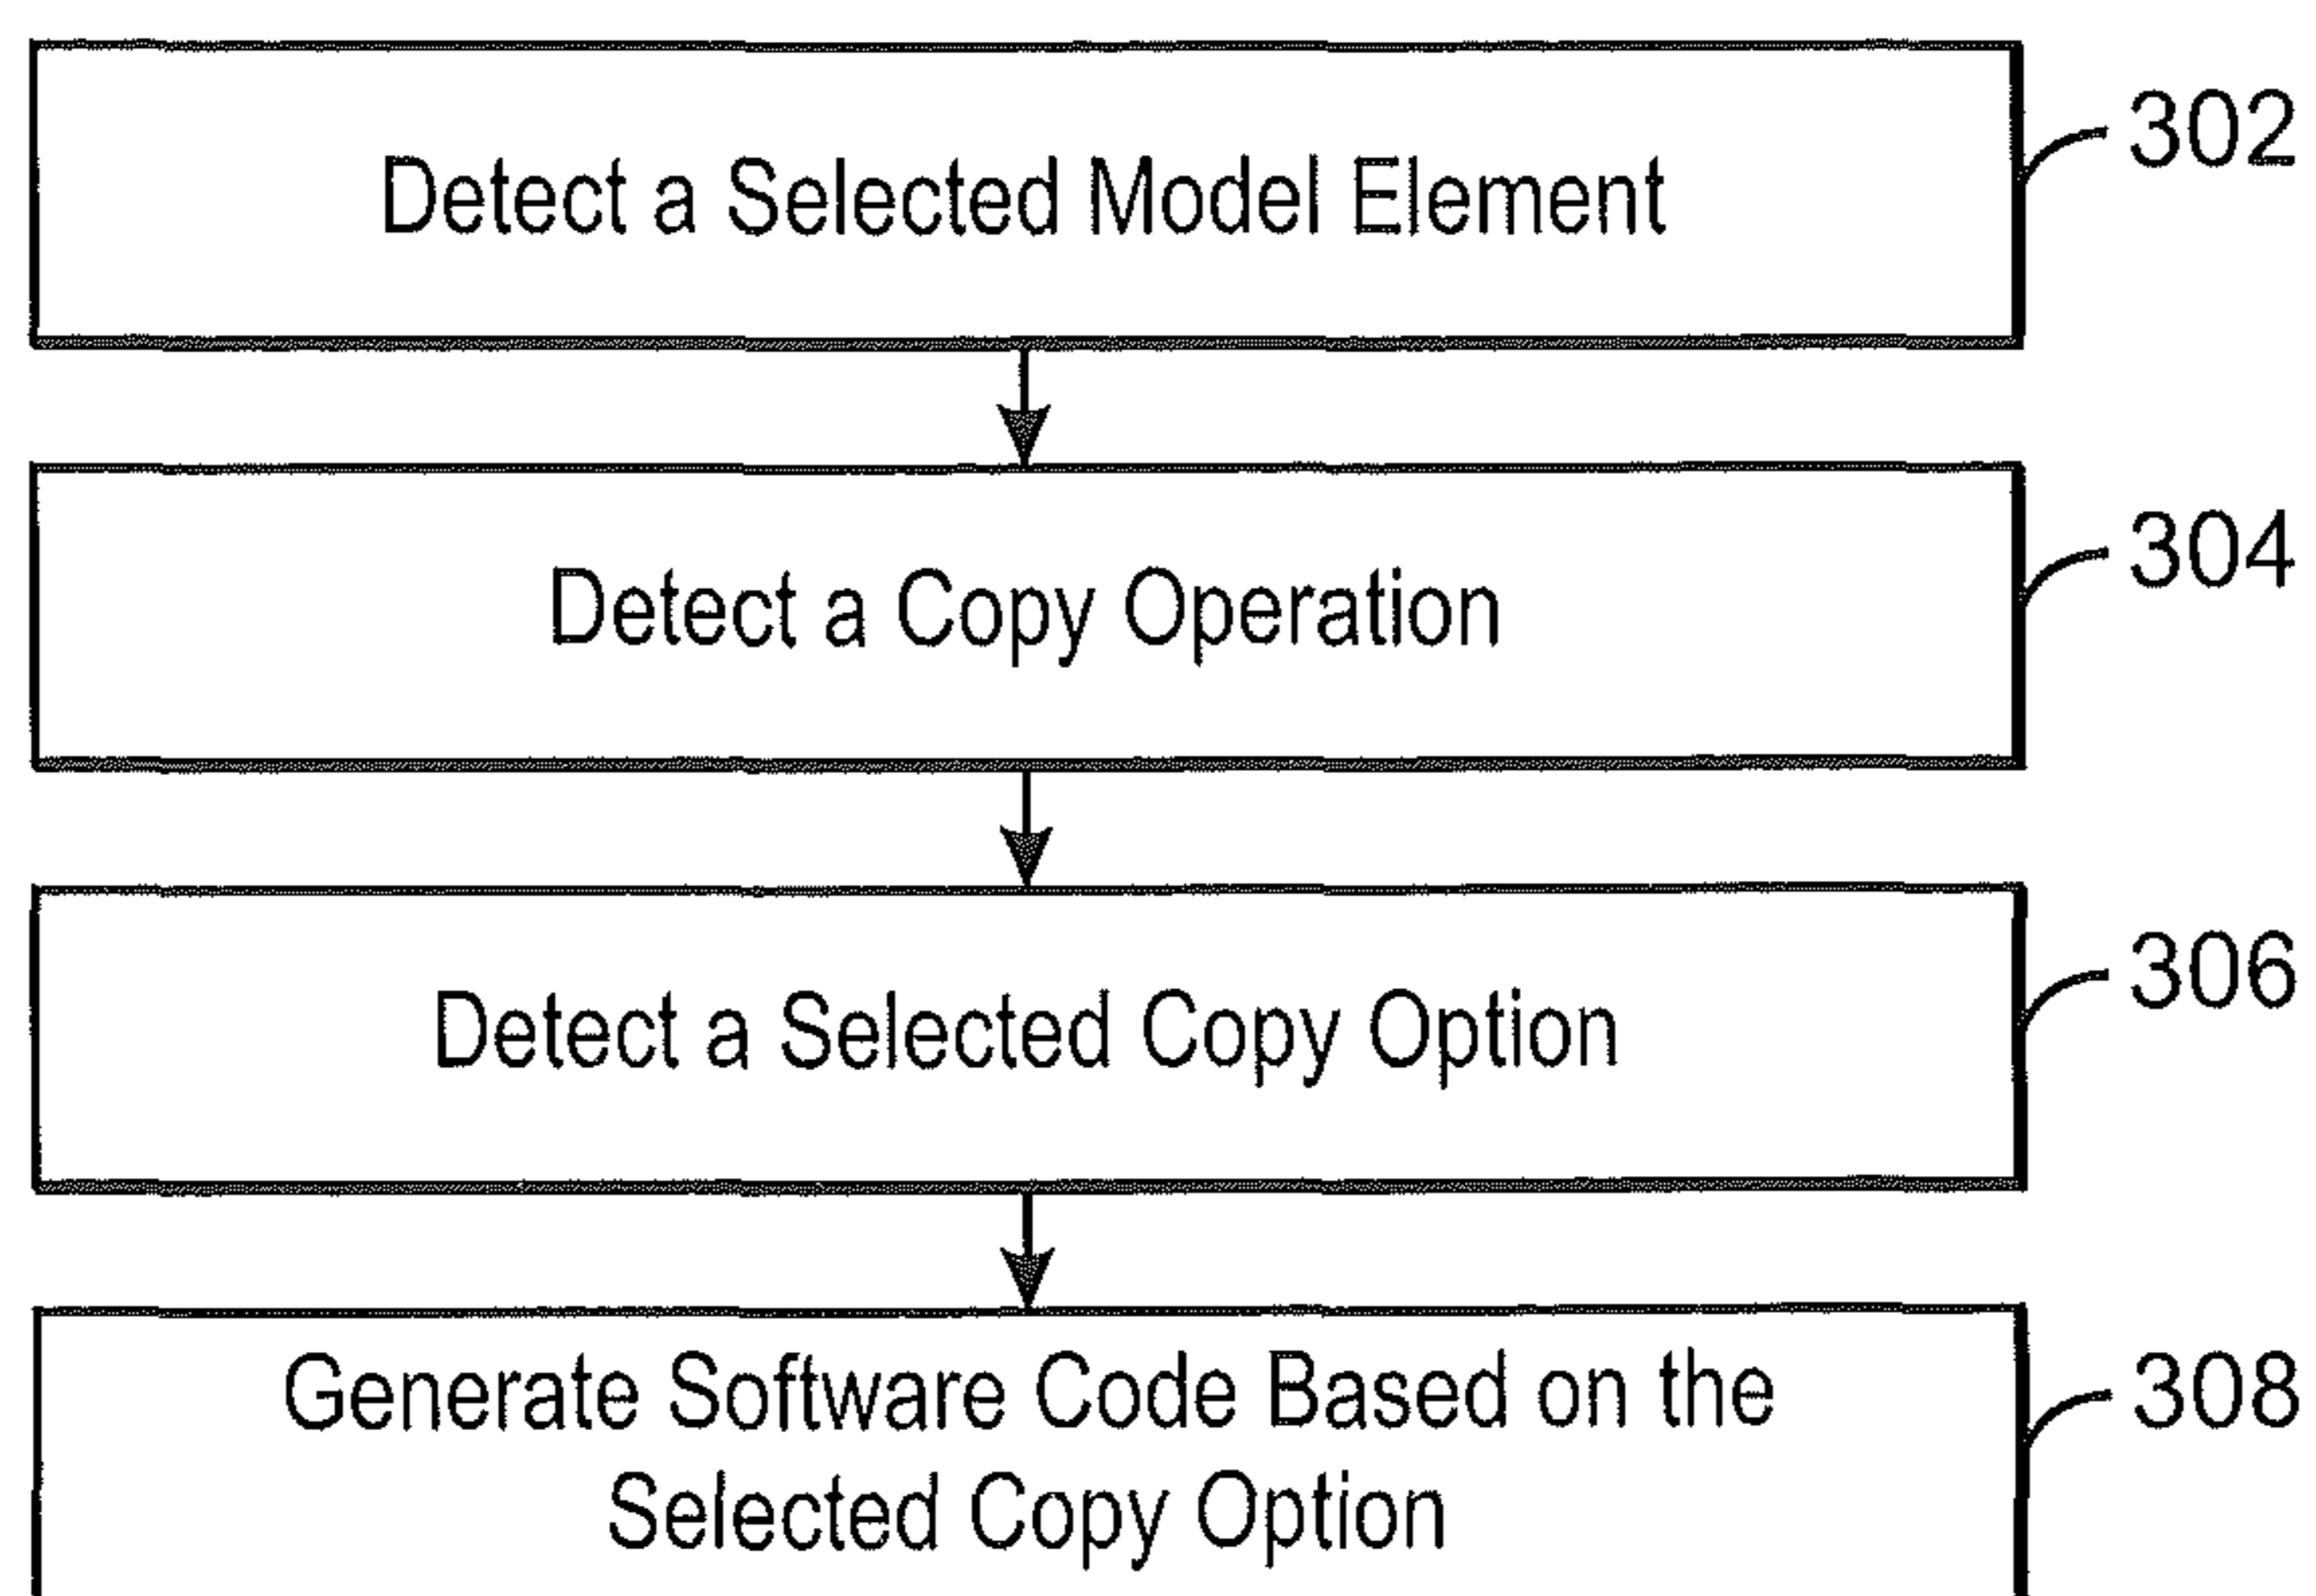 Detect a Selected Model Element
302
Detect a Copy Operation
304
Detect a Selected Copy Option
306
Generate Software Code Based on the
Selected Copy Option
308